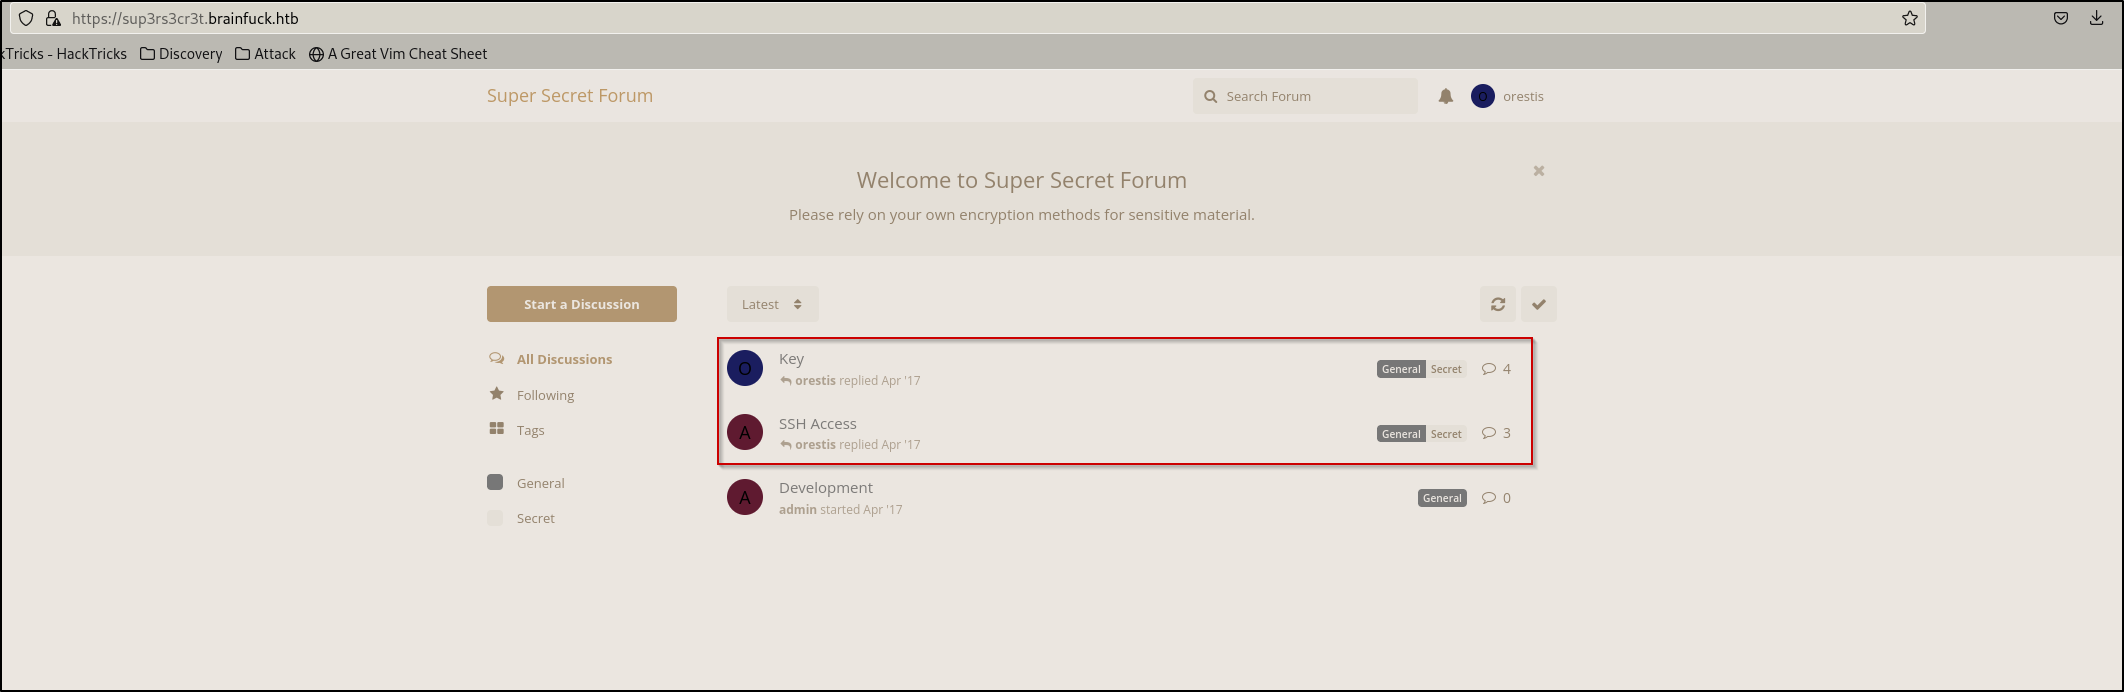 https://sup3rs3cr3t.brainfuck.htb
Tricks - HackTricks Discovery Attack A Great Vim Cheat Sheet
Super Secret Forum Search Forum O orestis
Welcome to Super Secret Forum
Please rely on your own encryption methods for sensitive material.
Start a Discussion Latest
All Discussions
Following
Tags
General
Secret
O Key General Secret 4
orestis replied Apr '17
A SSH Access General Secret 3
orestis replied Apr '17
A Development General 0
admin started Apr '17